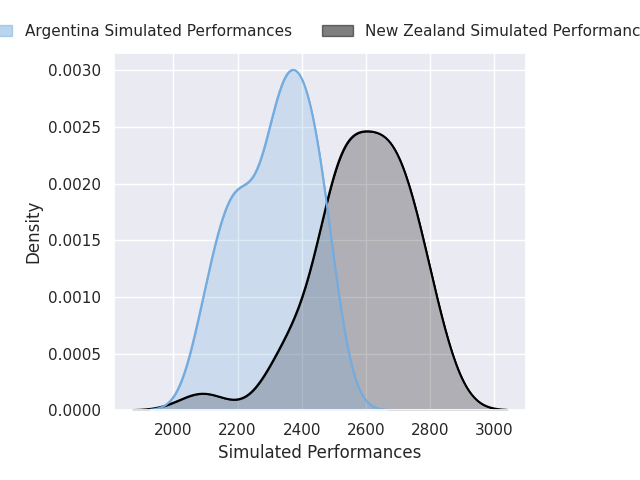 Argentina Simulated Performances New Zealand Simulated Performanc
0.0030
0.0025
0.0020
0.0015
0.0010
0.0005
0.0000
Density
2000 2200 2400 2600 2800 3000
Simulated Performances